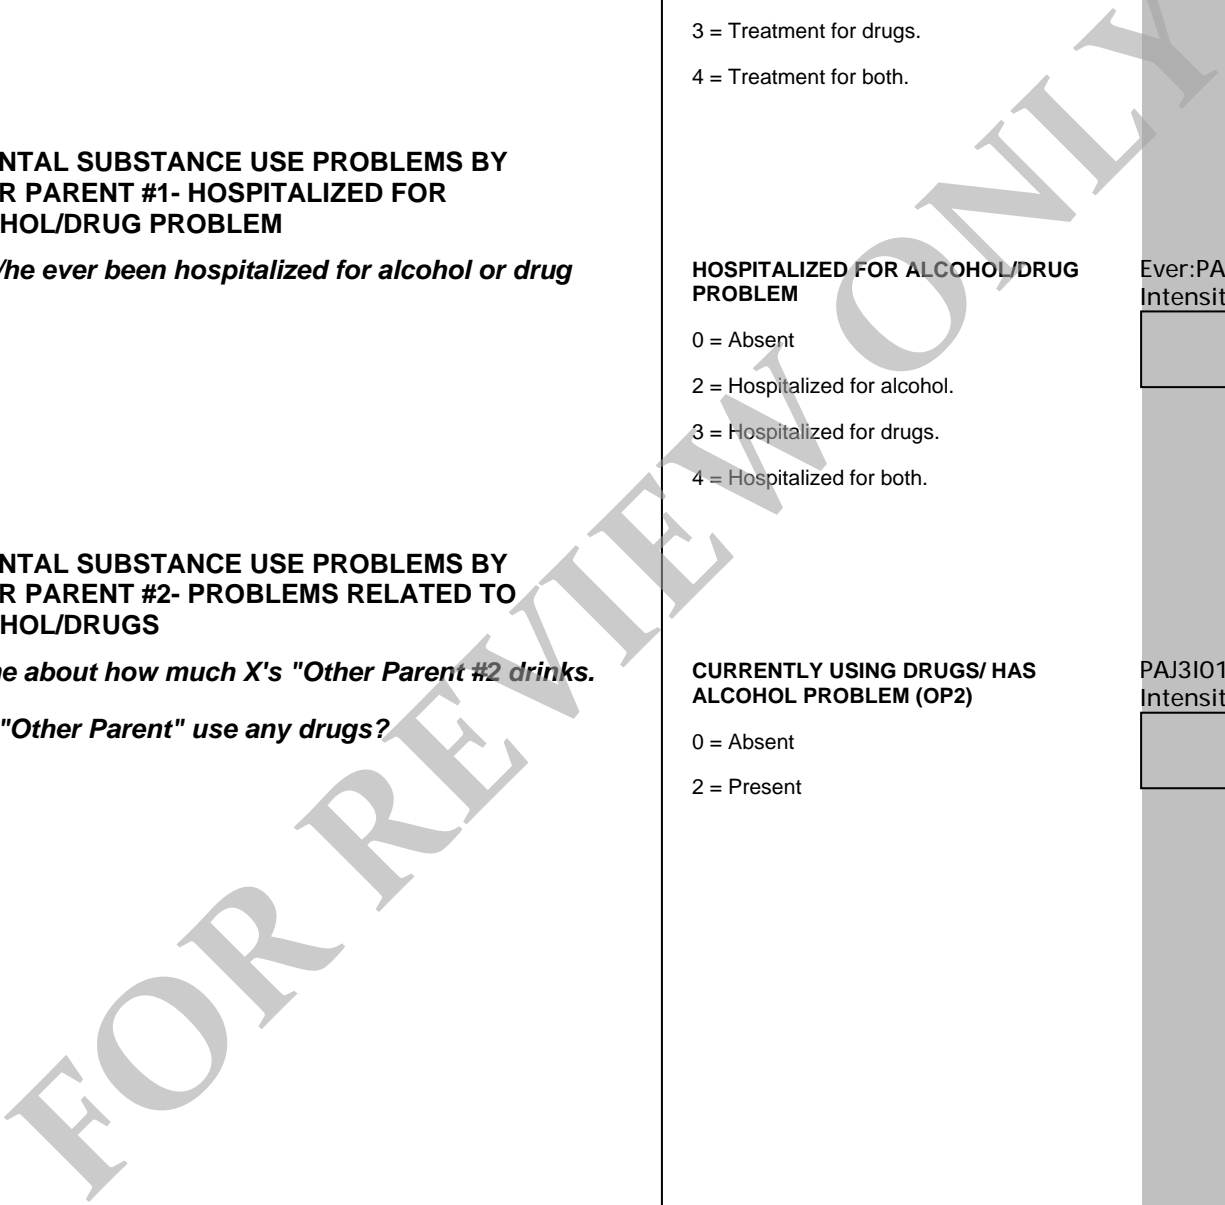 3 = Treatment for drugs.
4 = Treatment for both.
NTAL SUBSTANCE USE PROBLEMS BY
R PARENT #1- HOSPITALIZED FOR
HOL/DRUG PROBLEM
/he ever been hospitalized for alcohol or drug
HOSPITALIZED FOR ALCOHOL/DRUG
PROBLEM
0 = Absent
2 = Hospitalized for alcohol.
3 = Hospitalized for drugs.
4 = Hospitalized for both.
Ever:PA
Intensit
NTAL SUBSTANCE USE PROBLEMS BY
R PARENT #2- PROBLEMS RELATED TO
HOL/DRUGS
e about how much X's "Other Parent #2 drinks.
"Other Parent" use any drugs?
CURRENTLY USING DRUGS/ HAS
ALCOHOL PROBLEM (OP2)
0 = Absent
2 = Present
PAJ3I01
Intensit
FOR REVIEW ONLY